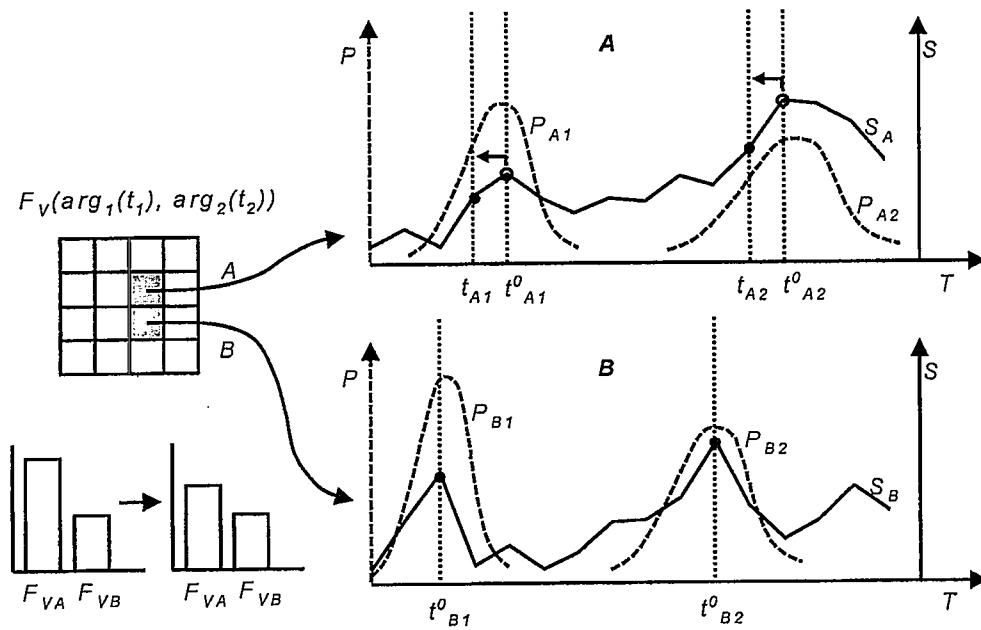 F_V(arg_1(t_1), arg_2(t_2))
A
B
F_VA F_VB
F_VA F_VB
P A S
P_A1
S_A
P_A2
t_A1 t^0_A1 t_A2 t^0_A2 T
P B S
P_B1
P_B2
S_B
t^0_B1 t^0_B2 T